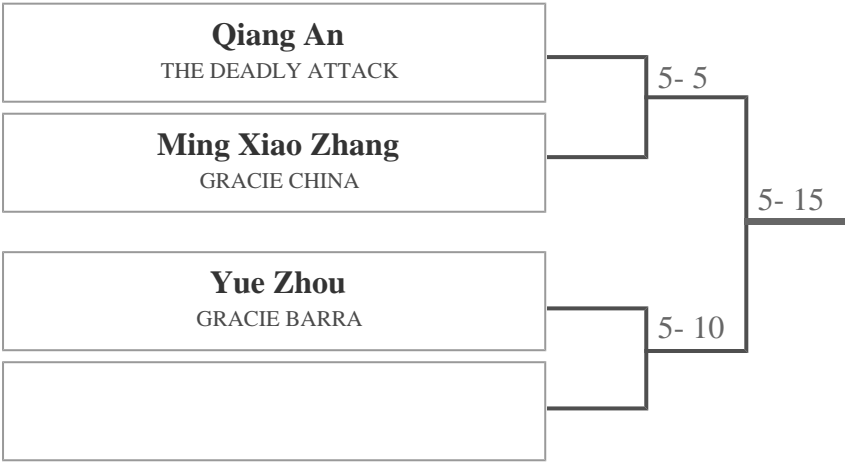 Qiang An
THE DEADLY ATTACK
5- 5
Ming Xiao Zhang
GRACIE CHINA
5- 15
Yue Zhou
GRACIE BARRA
5- 10